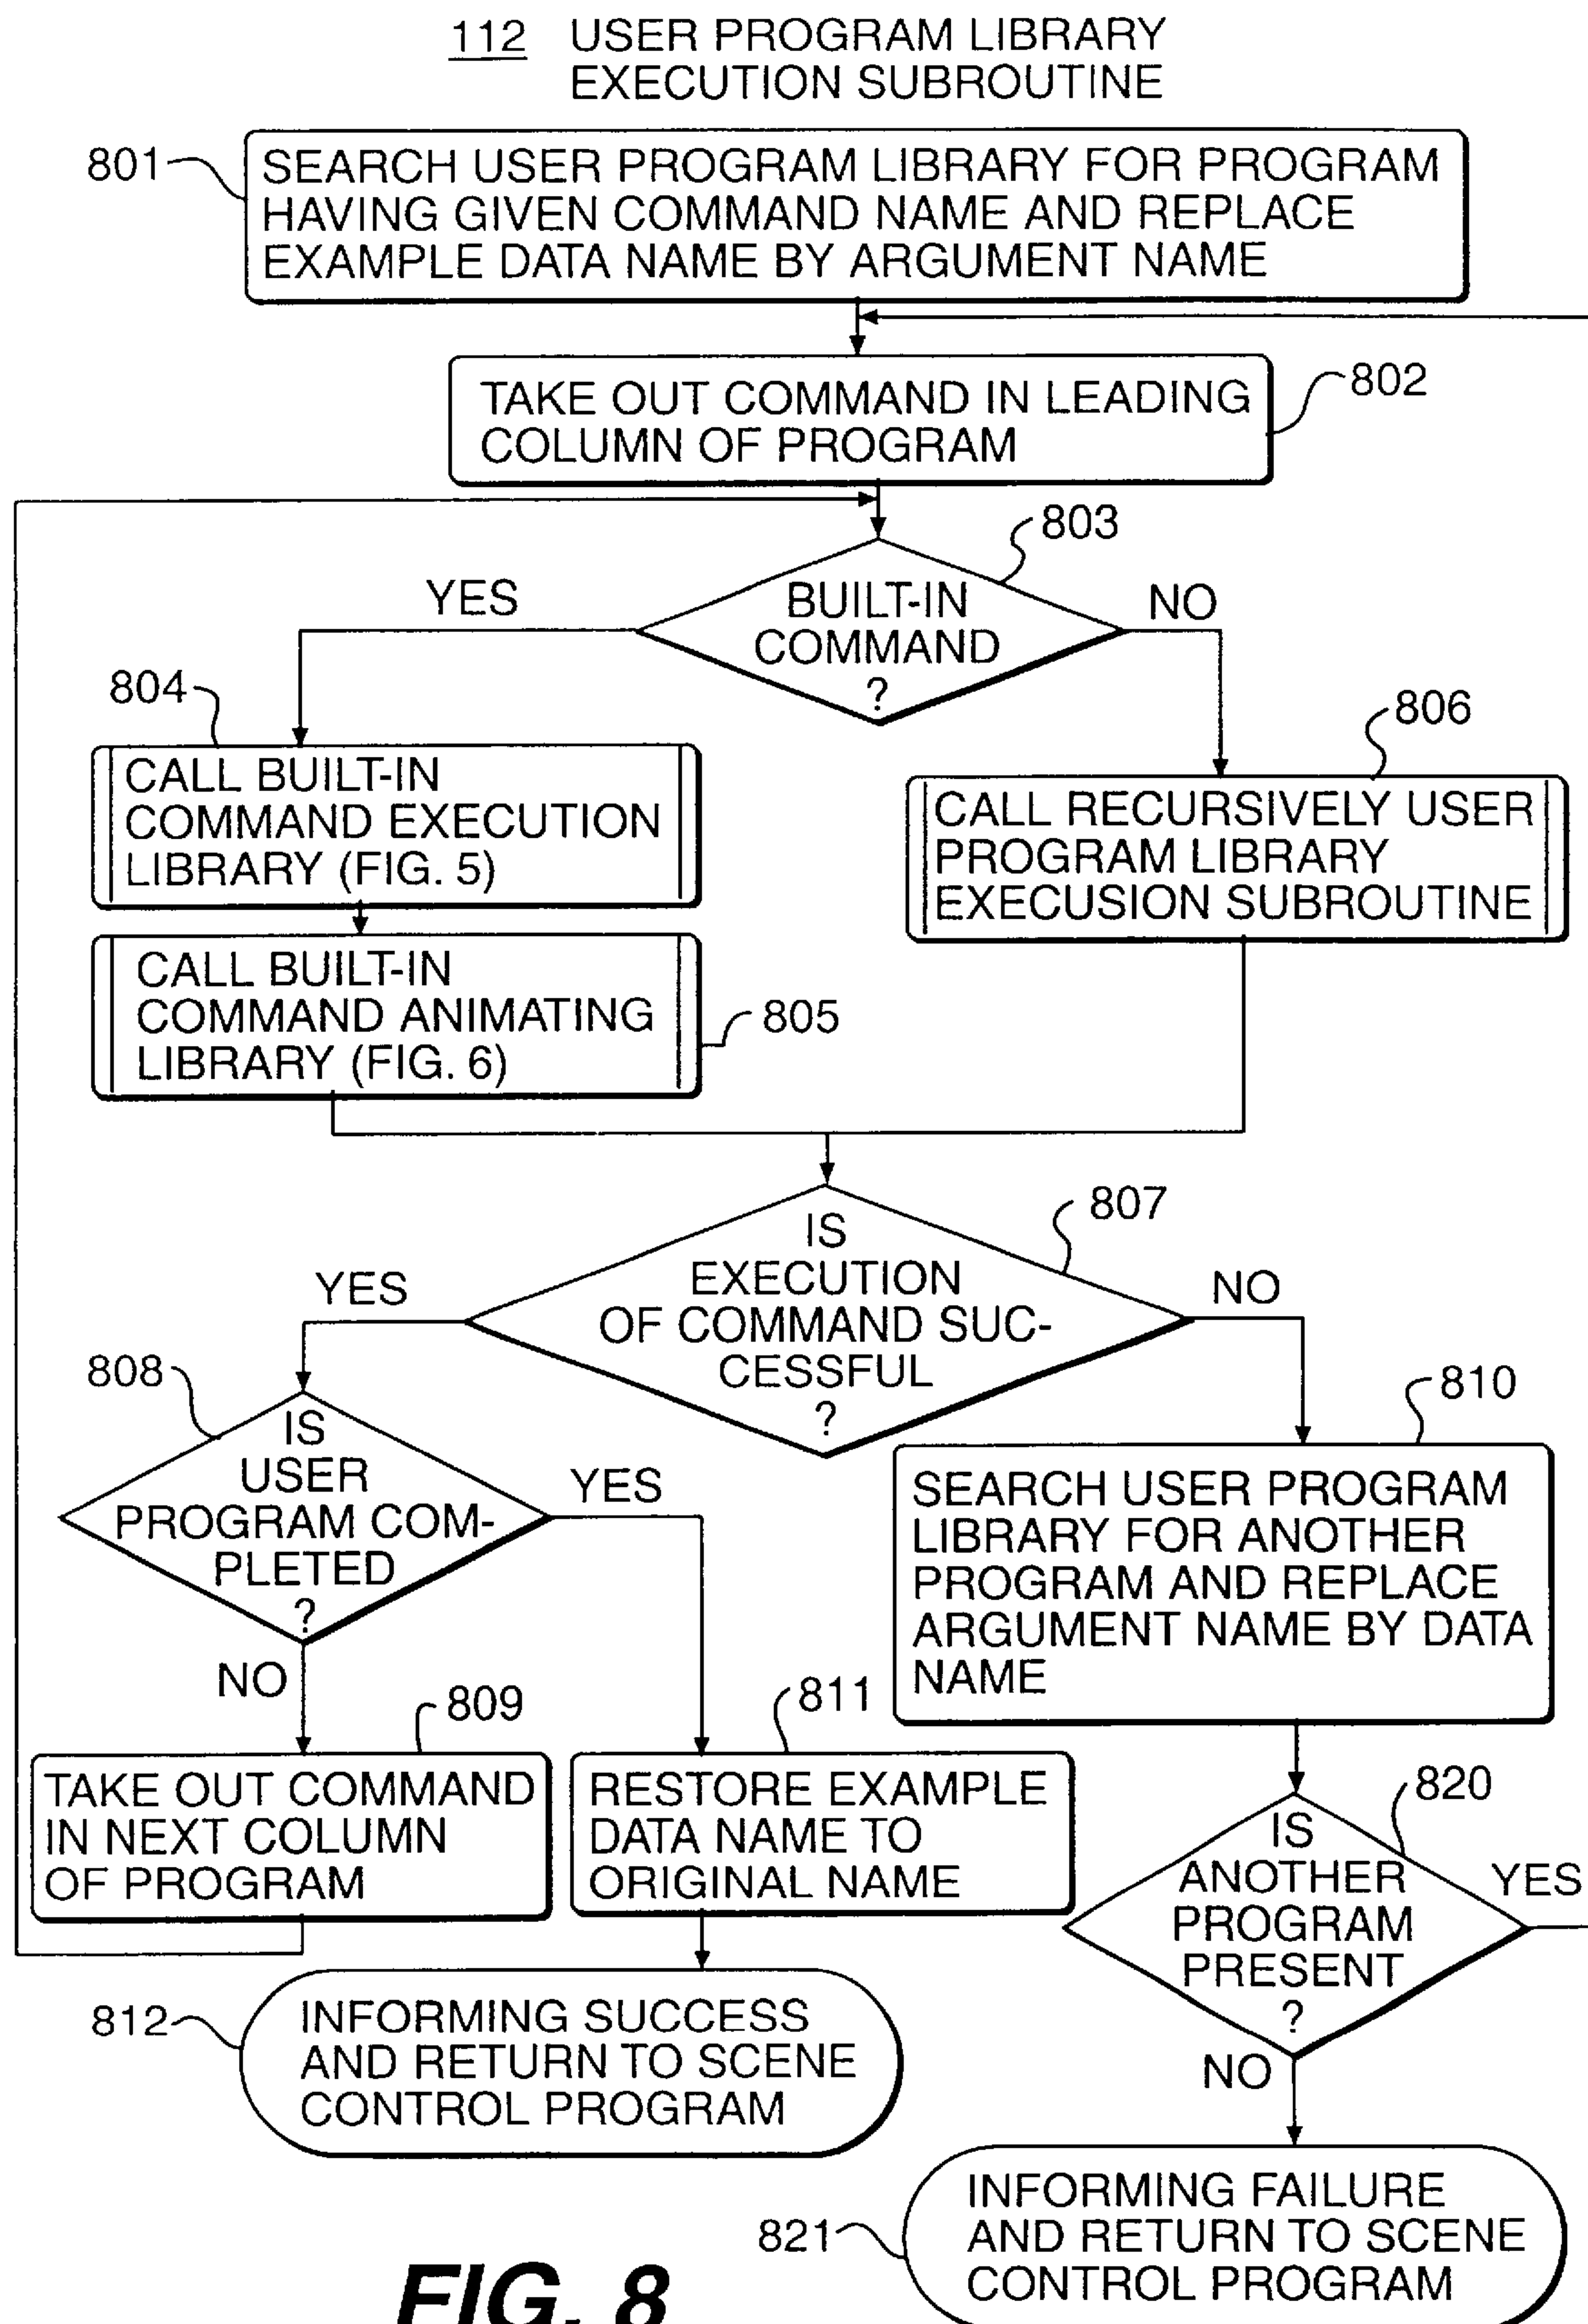 112 USER PROGRAM LIBRARY
EXECUTION SUBROUTINE
801
SEARCH USER PROGRAM LIBRARY FOR PROGRAM
HAVING GIVEN COMMAND NAME AND REPLACE
EXAMPLE DATA NAME BY ARGUMENT NAME
TAKE OUT COMMAND IN LEADING
COLUMN OF PROGRAM
802
803
BUILT-IN
COMMAND
?
YES
NO
804
CALL BUILT-IN
COMMAND EXECUTION
LIBRARY (FIG. 5)
806
CALL RECURSIVELY USER
PROGRAM LIBRARY
EXECUSION SUBROUTINE
CALL BUILT-IN
COMMAND ANIMATING
LIBRARY (FIG. 6)
805
807
IS
EXECUTION
OF COMMAND SUC-
CESSFUL
?
YES
NO
808
IS
USER
PROGRAM COM-
PLETED
?
YES
NO
810
SEARCH USER PROGRAM
LIBRARY FOR ANOTHER
PROGRAM AND REPLACE
ARGUMENT NAME BY DATA
NAME
809
TAKE OUT COMMAND
IN NEXT COLUMN
OF PROGRAM
811
RESTORE EXAMPLE
DATA NAME TO
ORIGINAL NAME
820
IS
ANOTHER
PROGRAM
PRESENT
?
YES
NO
812
INFORMING SUCCESS
AND RETURN TO SCENE
CONTROL PROGRAM
821
INFORMING FAILURE
AND RETURN TO SCENE
CONTROL PROGRAM
FIG. 8